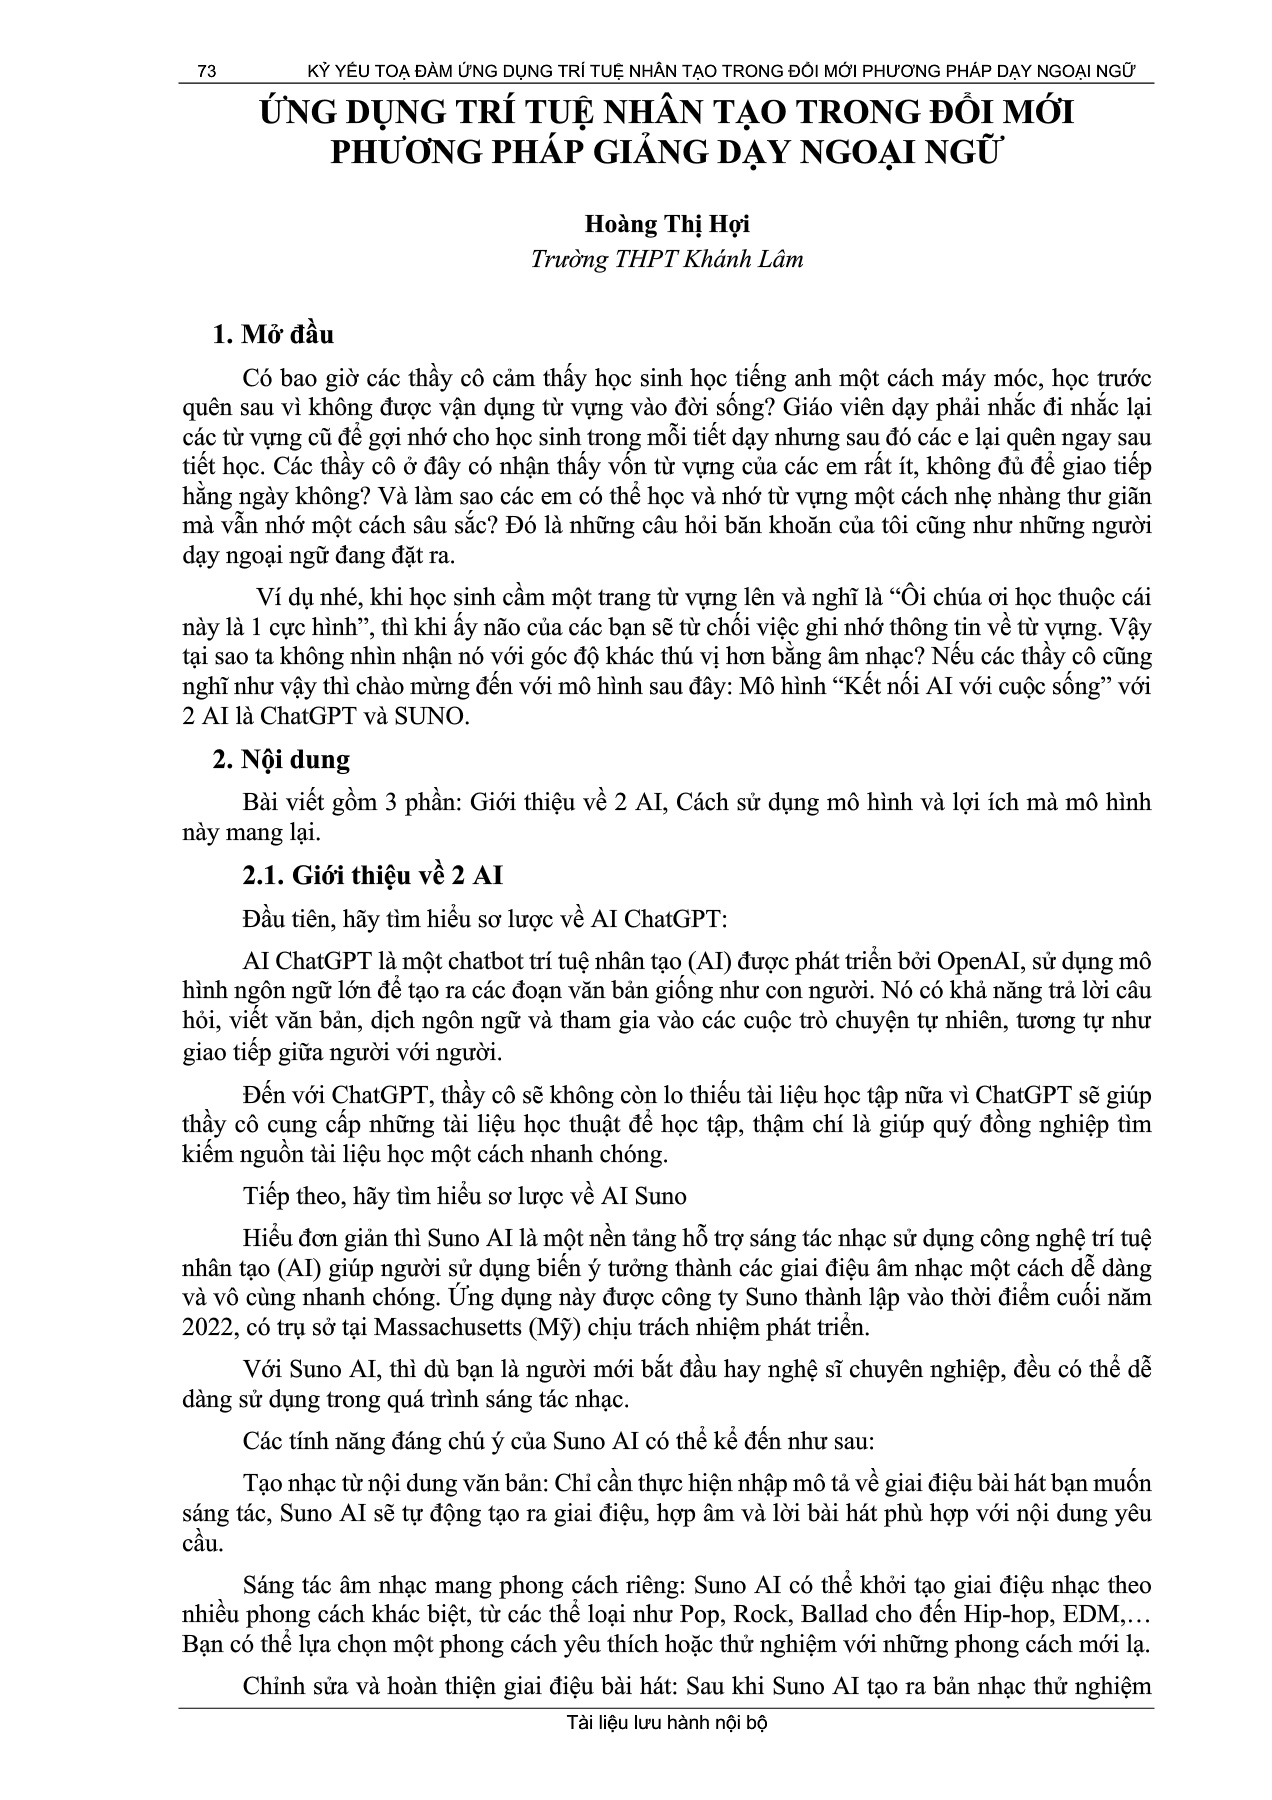 73 KỶ YẾU TOẠ ĐÀM ỨNG DỤNG TRÍ TUỆ NHÂN TẠO TRONG ĐỔI MỚI PHƯƠNG PHÁP DẠY NGOẠI NGỮ
ỨNG DỤNG TRÍ TUỆ NHÂN TẠO TRONG ĐỔI MỚI
PHƯƠNG PHÁP GIẢNG DẠY NGOẠI NGỮ
Hoàng Thị Hợi
Trường THPT Khánh Lâm
1. Mở đầu
Có bao giờ các thầy cô cảm thấy học sinh học tiếng anh một cách máy móc, học trước
quên sau vì không được vận dụng từ vựng vào đời sống? Giáo viên dạy phải nhắc đi nhắc lại
các từ vựng cũ để gợi nhớ cho học sinh trong mỗi tiết dạy nhưng sau đó các e lại quên ngay sau
tiết học. Các thầy cô ở đây có nhận thấy vốn từ vựng của các em rất ít, không đủ để giao tiếp
hằng ngày không? Và làm sao các em có thể học và nhớ từ vựng một cách nhẹ nhàng thư giãn
mà vẫn nhớ một cách sâu sắc? Đó là những câu hỏi băn khoăn của tôi cũng như những người
dạy ngoại ngữ đang đặt ra.
Ví dụ nhé, khi học sinh cầm một trang từ vựng lên và nghĩ là “Ôi chúa ơi học thuộc cái
này là 1 cực hình”, thì khi ấy não của các bạn sẽ từ chối việc ghi nhớ thông tin về từ vựng. Vậy
tại sao ta không nhìn nhận nó với góc độ khác thú vị hơn bằng âm nhạc? Nếu các thầy cô cũng
nghĩ như vậy thì chào mừng đến với mô hình sau đây: Mô hình “Kết nối AI với cuộc sống” với
2 AI là ChatGPT và SUNO.
2. Nội dung
Bài viết gồm 3 phần: Giới thiệu về 2 AI, Cách sử dụng mô hình và lợi ích mà mô hình
này mang lại.
2.1. Giới thiệu về 2 AI
Đầu tiên, hãy tìm hiểu sơ lược về AI ChatGPT:
AI ChatGPT là một chatbot trí tuệ nhân tạo (AI) được phát triển bởi OpenAI, sử dụng mô
hình ngôn ngữ lớn để tạo ra các đoạn văn bản giống như con người. Nó có khả năng trả lời câu
hỏi, viết văn bản, dịch ngôn ngữ và tham gia vào các cuộc trò chuyện tự nhiên, tương tự như
giao tiếp giữa người với người.
Đến với ChatGPT, thầy cô sẽ không còn lo thiếu tài liệu học tập nữa vì ChatGPT sẽ giúp
thầy cô cung cấp những tài liệu học thuật để học tập, thậm chí là giúp quý đồng nghiệp tìm
kiếm nguồn tài liệu học một cách nhanh chóng.
Tiếp theo, hãy tìm hiểu sơ lược về AI Suno
Hiểu đơn giản thì Suno AI là một nền tảng hỗ trợ sáng tác nhạc sử dụng công nghệ trí tuệ
nhân tạo (AI) giúp người sử dụng biến ý tưởng thành các giai điệu âm nhạc một cách dễ dàng
và vô cùng nhanh chóng. Ứng dụng này được công ty Suno thành lập vào thời điểm cuối năm
2022, có trụ sở tại Massachusetts (Mỹ) chịu trách nhiệm phát triển.
Với Suno AI, thì dù bạn là người mới bắt đầu hay nghệ sĩ chuyên nghiệp, đều có thể dễ
dàng sử dụng trong quá trình sáng tác nhạc.
Các tính năng đáng chú ý của Suno AI có thể kể đến như sau:
Tạo nhạc từ nội dung văn bản: Chỉ cần thực hiện nhập mô tả về giai điệu bài hát bạn muốn
sáng tác, Suno AI sẽ tự động tạo ra giai điệu, hợp âm và lời bài hát phù hợp với nội dung yêu
cầu.
Sáng tác âm nhạc mang phong cách riêng: Suno AI có thể khởi tạo giai điệu nhạc theo
nhiều phong cách khác biệt, từ các thể loại như Pop, Rock, Ballad cho đến Hip-hop, EDM,…
Bạn có thể lựa chọn một phong cách yêu thích hoặc thử nghiệm với những phong cách mới lạ.
Chỉnh sửa và hoàn thiện giai điệu bài hát: Sau khi Suno AI tạo ra bản nhạc thử nghiệm
Tài liệu lưu hành nội bộ